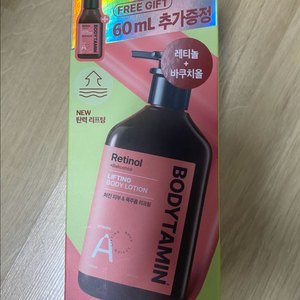 FREE GIFT
60 mL 추가증정
레티놀
+
바쿠치올
NEW
탄력 리프팅
Retinol
LIFTING
BODY LOTION
A
BODYTAMIN